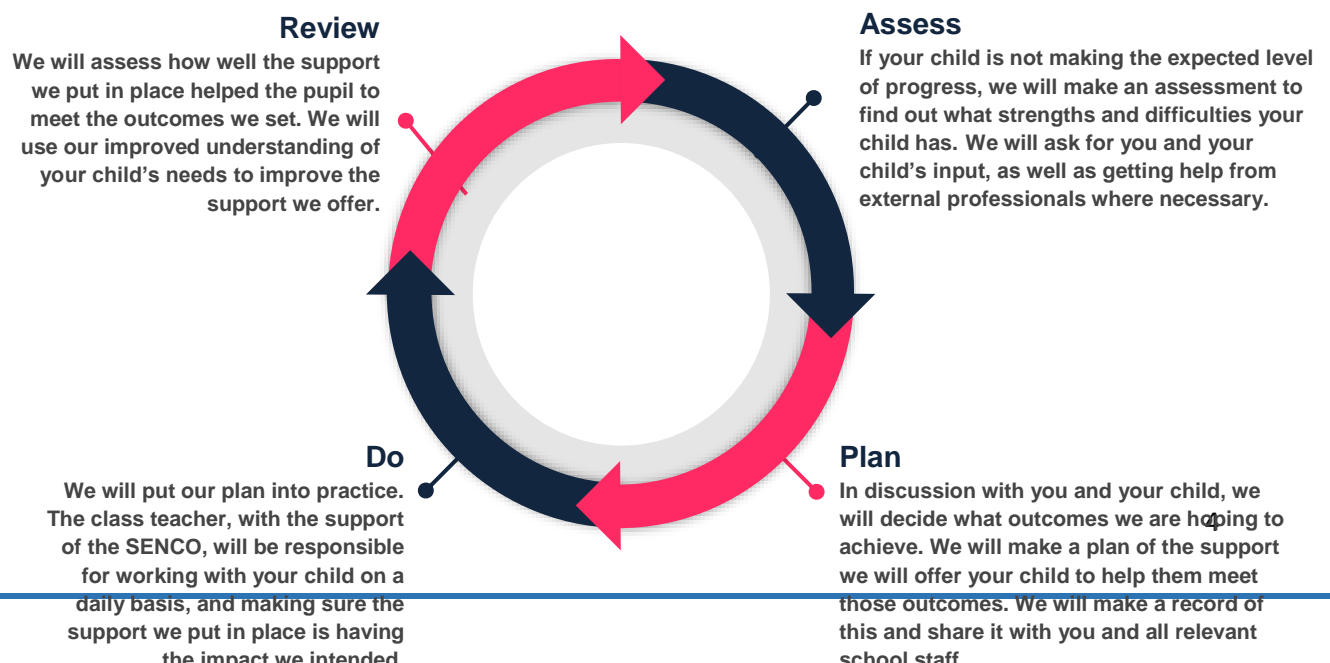 Review
We will assess how well the support
we put in place helped the pupil to
meet the outcomes we set. We will
use our improved understanding of
your child’s needs to improve the
support we offer.
Assess
If your child is not making the expected level
of progress, we will make an assessment to
find out what strengths and difficulties your
child has. We will ask for you and your
child’s input, as well as getting help from
external professionals where necessary.
Do
We will put our plan into practice.
The class teacher, with the support
of the SENCO, will be responsible
for working with your child on a
daily basis, and making sure the
support we put in place is having
the impact we intended.
Plan
In discussion with you and your child, we
will decide what outcomes we are hoping to
achieve. We will make a plan of the support
we will offer your child to help them meet
those outcomes. We will make a record of
this and share it with you and all relevant
school staff
4